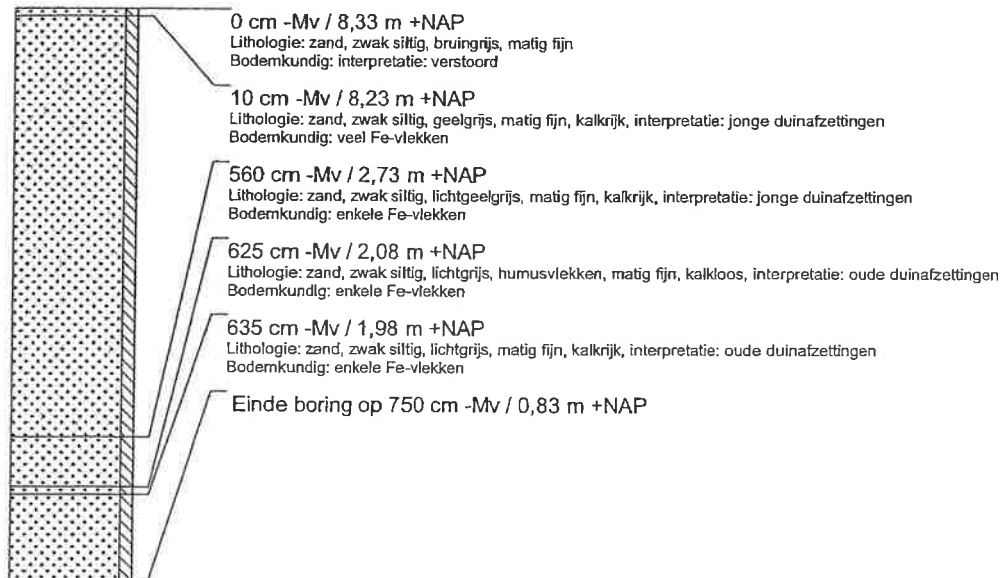 0 cm -Mv / 8,33 m +NAP
Lithologie: zand, zwak siltig, bruingrijs, matig fijn
Bodemkundig: interpretatie: verstoord
10 cm -Mv / 8,23 m +NAP
Lithologie: zand, zwak siltig, geelgrijs, matig fijn, kalkrijk, interpretatie: jonge duinafzettingen
Bodemkundig: veel Fe-vlekken
560 cm -Mv / 2,73 m +NAP
Lithologie: zand, zwak siltig, lichtgeelgrijs, matig fijn, kalkrijk, interpretatie: jonge duinafzettingen
Bodemkundig: enkele Fe-vlekken
625 cm -Mv / 2,08 m +NAP
Lithologie: zand, zwak siltig, lichtgrijs, humusvlekken, matig fijn, kalkloos, interpretatie: oude duinafzettingen
Bodemkundig: enkele Fe-vlekken
635 cm -Mv / 1,98 m +NAP
Lithologie: zand, zwak siltig, lichtgrijs, matig fijn, kalkrijk, interpretatie: oude duinafzettingen
Bodemkundig: enkele Fe-vlekken
Einde boring op 750 cm -Mv / 0,83 m +NAP